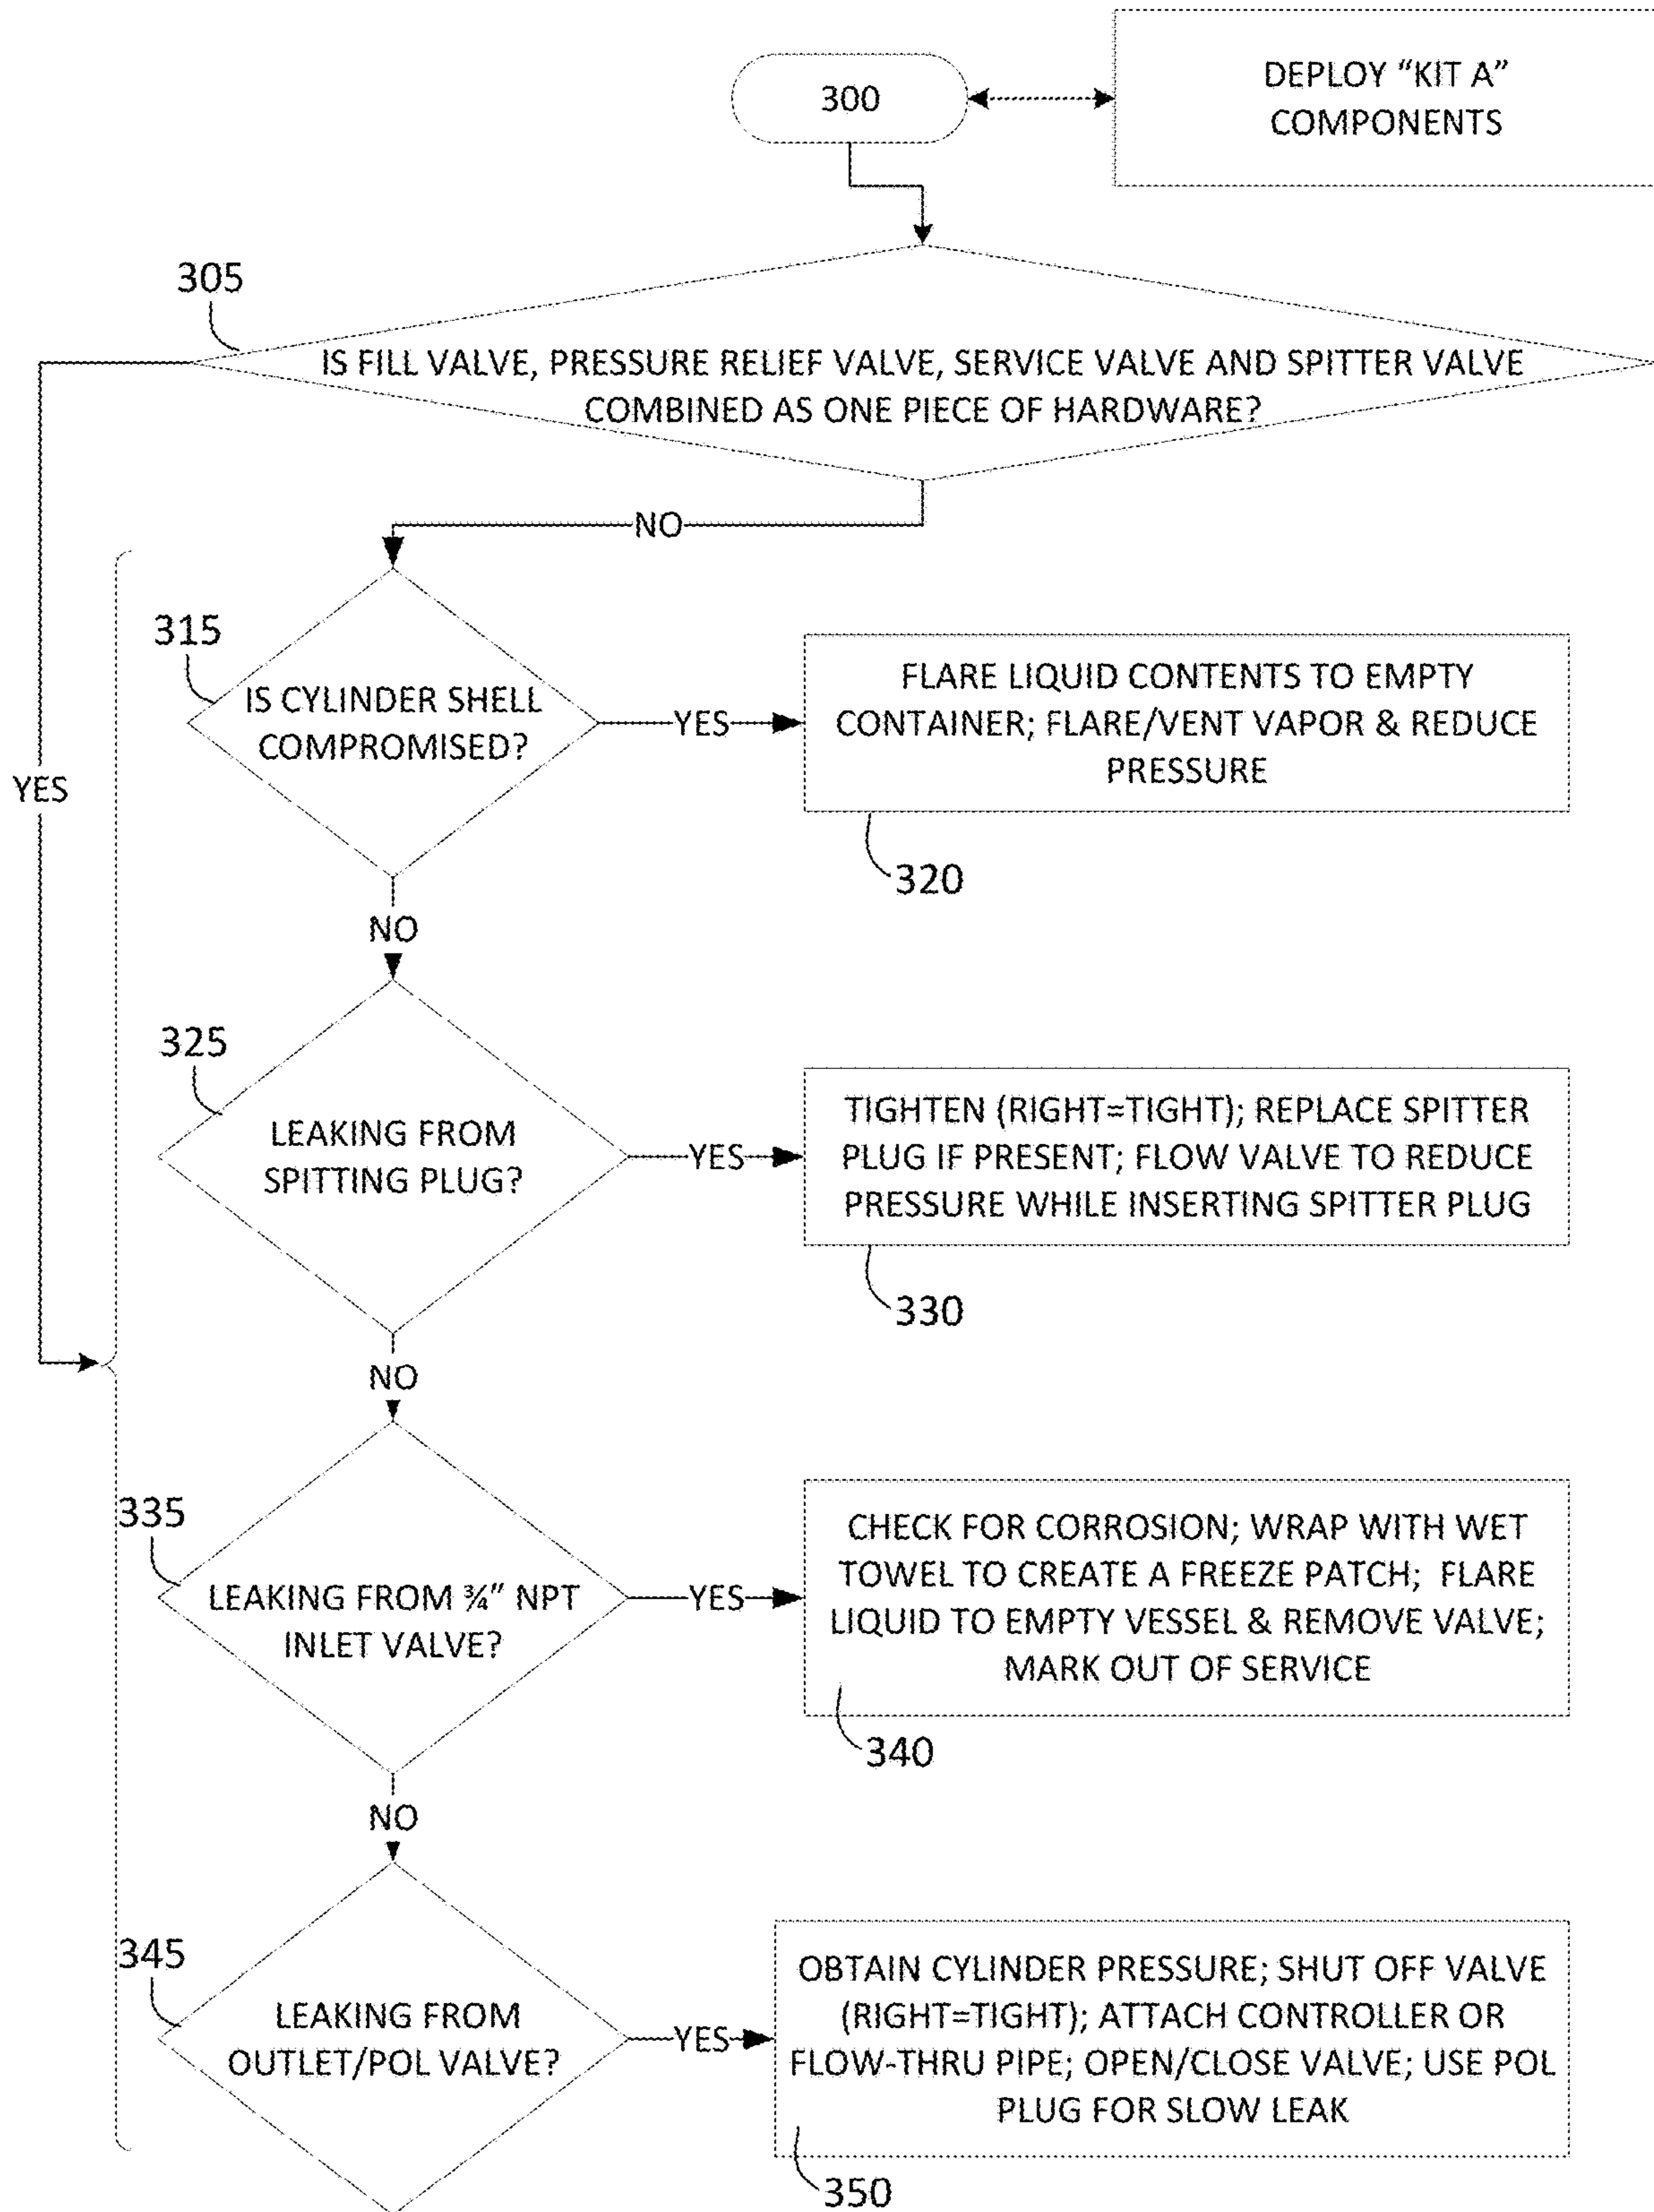 300
DEPLOY "KIT A"
COMPONENTS
305
IS FILL VALVE, PRESSURE RELIEF VALVE, SERVICE VALVE AND SPITTER VALVE
COMBINED AS ONE PIECE OF HARDWARE?
NO
YES
315
IS CYLINDER SHELL
COMPROMISED?
YES
FLARE LIQUID CONTENTS TO EMPTY
CONTAINER; FLARE/VENT VAPOR & REDUCE
PRESSURE
320
NO
325
LEAKING FROM
SPITTING PLUG?
YES
TIGHTEN (RIGHT=TIGHT); REPLACE SPITTER
PLUG IF PRESENT; FLOW VALVE TO REDUCE
PRESSURE WHILE INSERTING SPITTER PLUG
330
NO
335
LEAKING FROM ¾" NPT
INLET VALVE?
YES
CHECK FOR CORROSION; WRAP WITH WET
TOWEL TO CREATE A FREEZE PATCH; FLARE
LIQUID TO EMPTY VESSEL & REMOVE VALVE;
MARK OUT OF SERVICE
340
NO
345
LEAKING FROM
OUTLET/POL VALVE?
YES
OBTAIN CYLINDER PRESSURE; SHUT OFF VALVE
(RIGHT=TIGHT); ATTACH CONTROLLER OR
FLOW-THRU PIPE; OPEN/CLOSE VALVE; USE POL
PLUG FOR SLOW LEAK
350